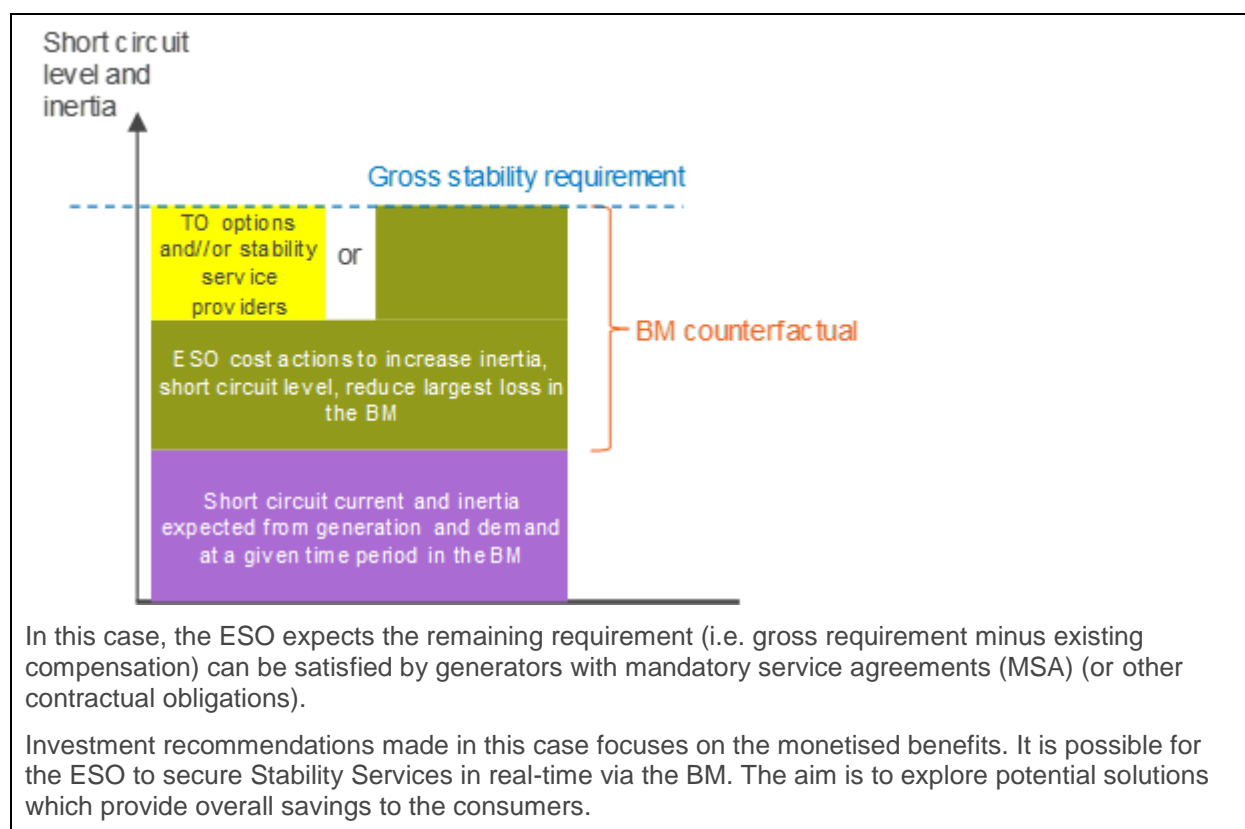 Short circuit
level and
inertia
Gross stability requirement
TO options
and//or stability
service
providers
or
BM counterfactual
ESO cost actions to increase inertia,
short circuit level, reduce largest loss in
the BM
Short circuit current and inertia
expected from generation and demand
at a given time period in the BM
In this case, the ESO expects the remaining requirement (i.e. gross requirement minus existing
compensation) can be satisfied by generators with mandatory service agreements (MSA) (or other
contractual obligations).
Investment recommendations made in this case focuses on the monetised benefits. It is possible for
the ESO to secure Stability Services in real-time via the BM. The aim is to explore potential solutions
which provide overall savings to the consumers.